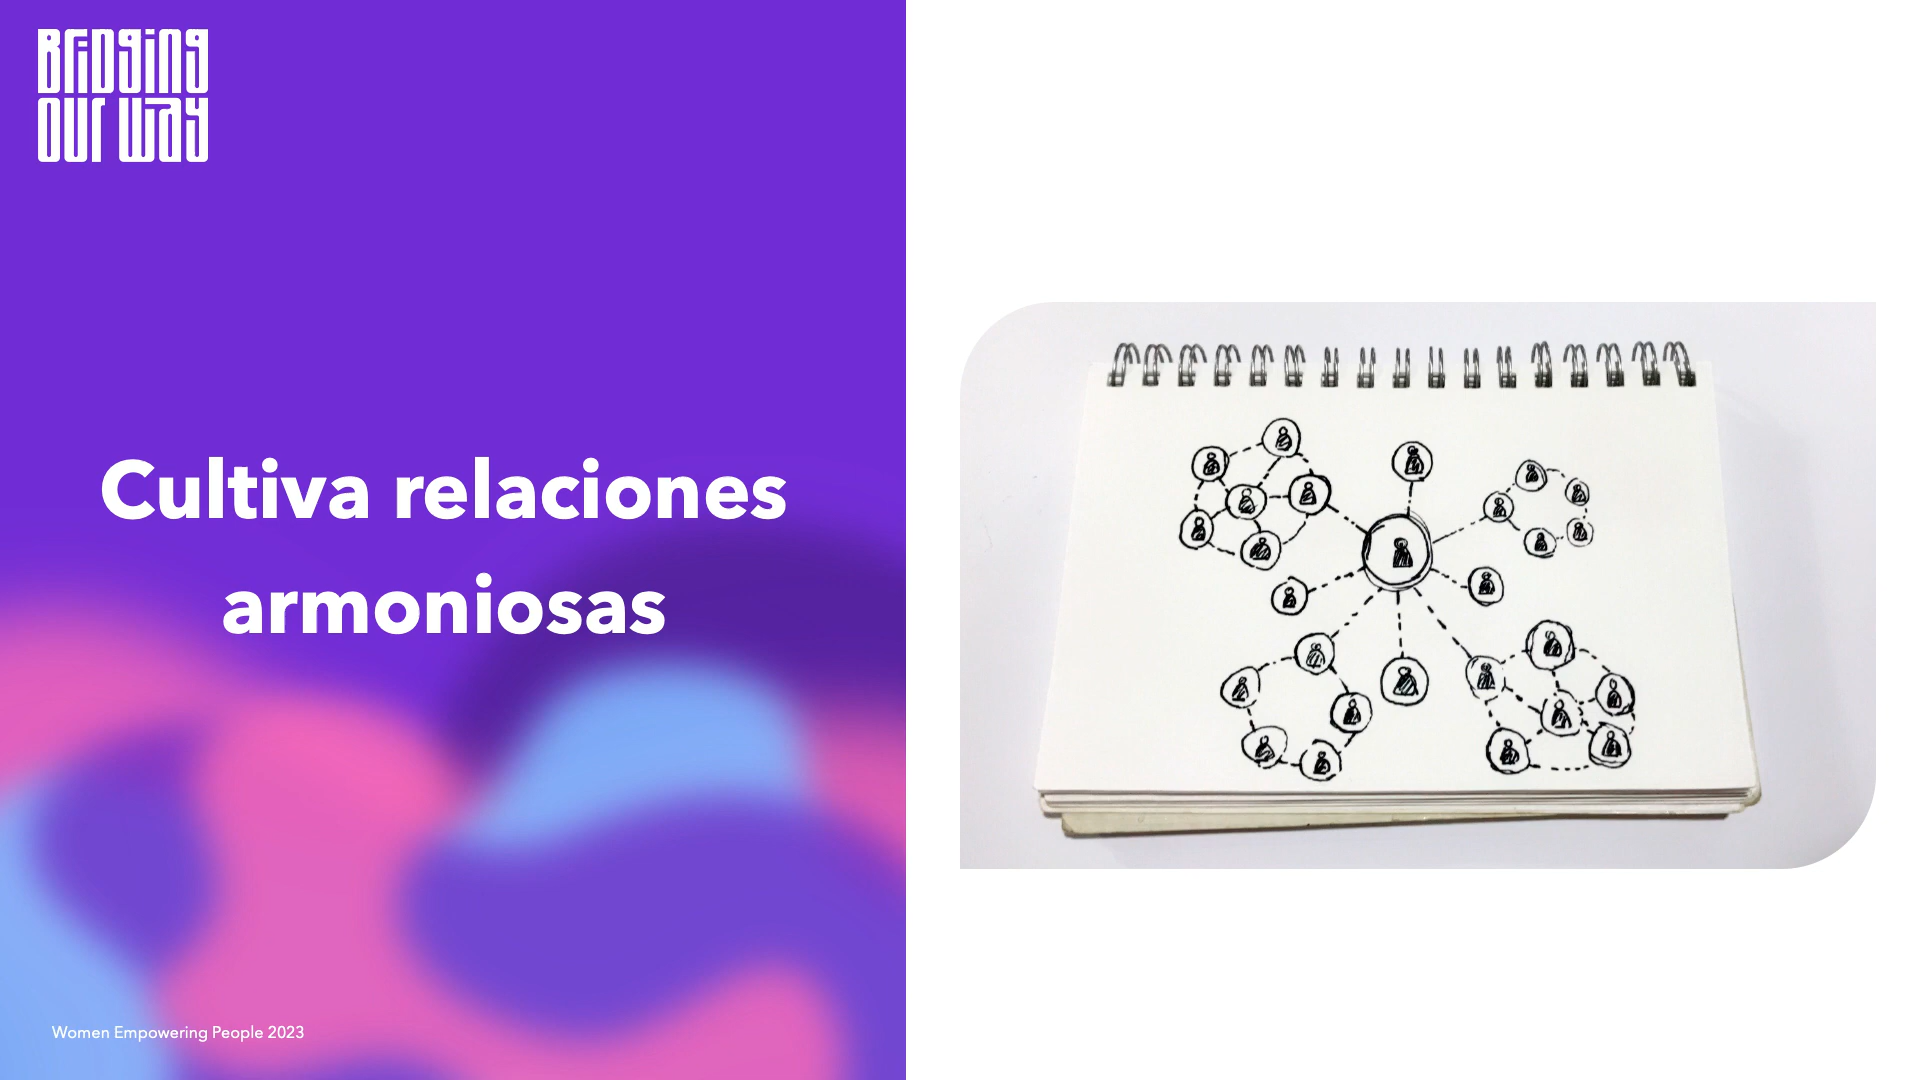 Bridging
our way
Cultiva relaciones
armoniosas
Women Empowering People 2023